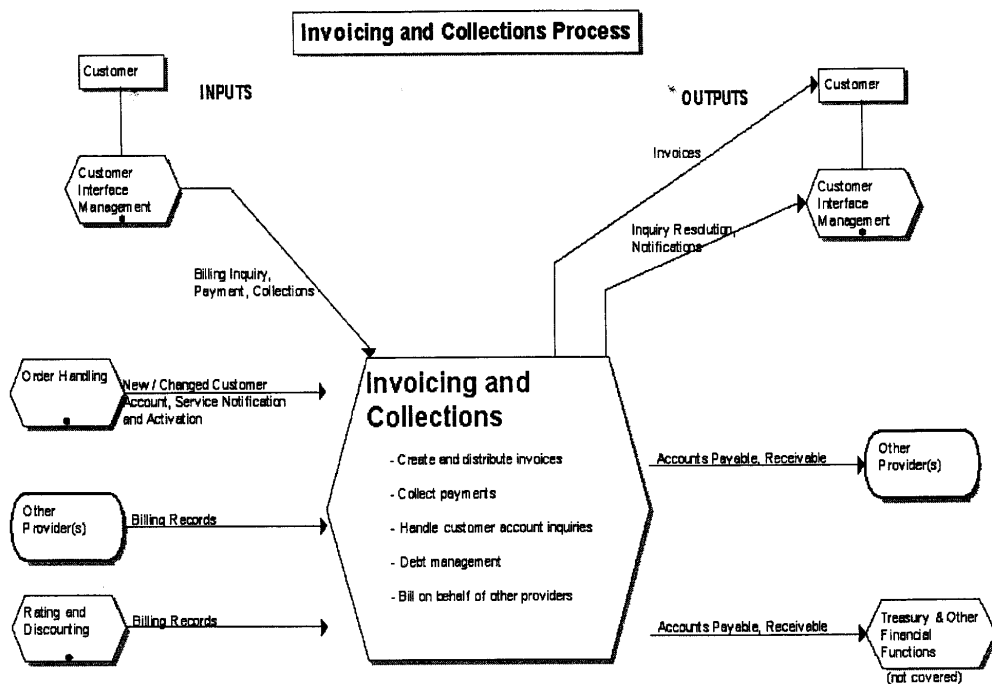 Invoicing and Collections Process
Customer
INPUTS
* OUTPUTS
Customer
Customer
Interface
Management
Invoices
Customer
Interface
Management
Inquiry Resolution,
Notifications
Billing Inquiry,
Payment, Collections
Order Handling
New / Changed Customer
Account, Service Notification
and Activation
Invoicing and
Collections
- Create and distribute invoices
- Collect payments
- Handle customer account inquiries
- Debt management
- Bill on behalf of other providers
Accounts Payable, Receivable
Other
Provider(s)
Other
Provider(s)
Billing Records
Rating and
Discounting
Billing Records
Accounts Payable, Receivable
Treasury & Other
Financial
Functions
(not covered)